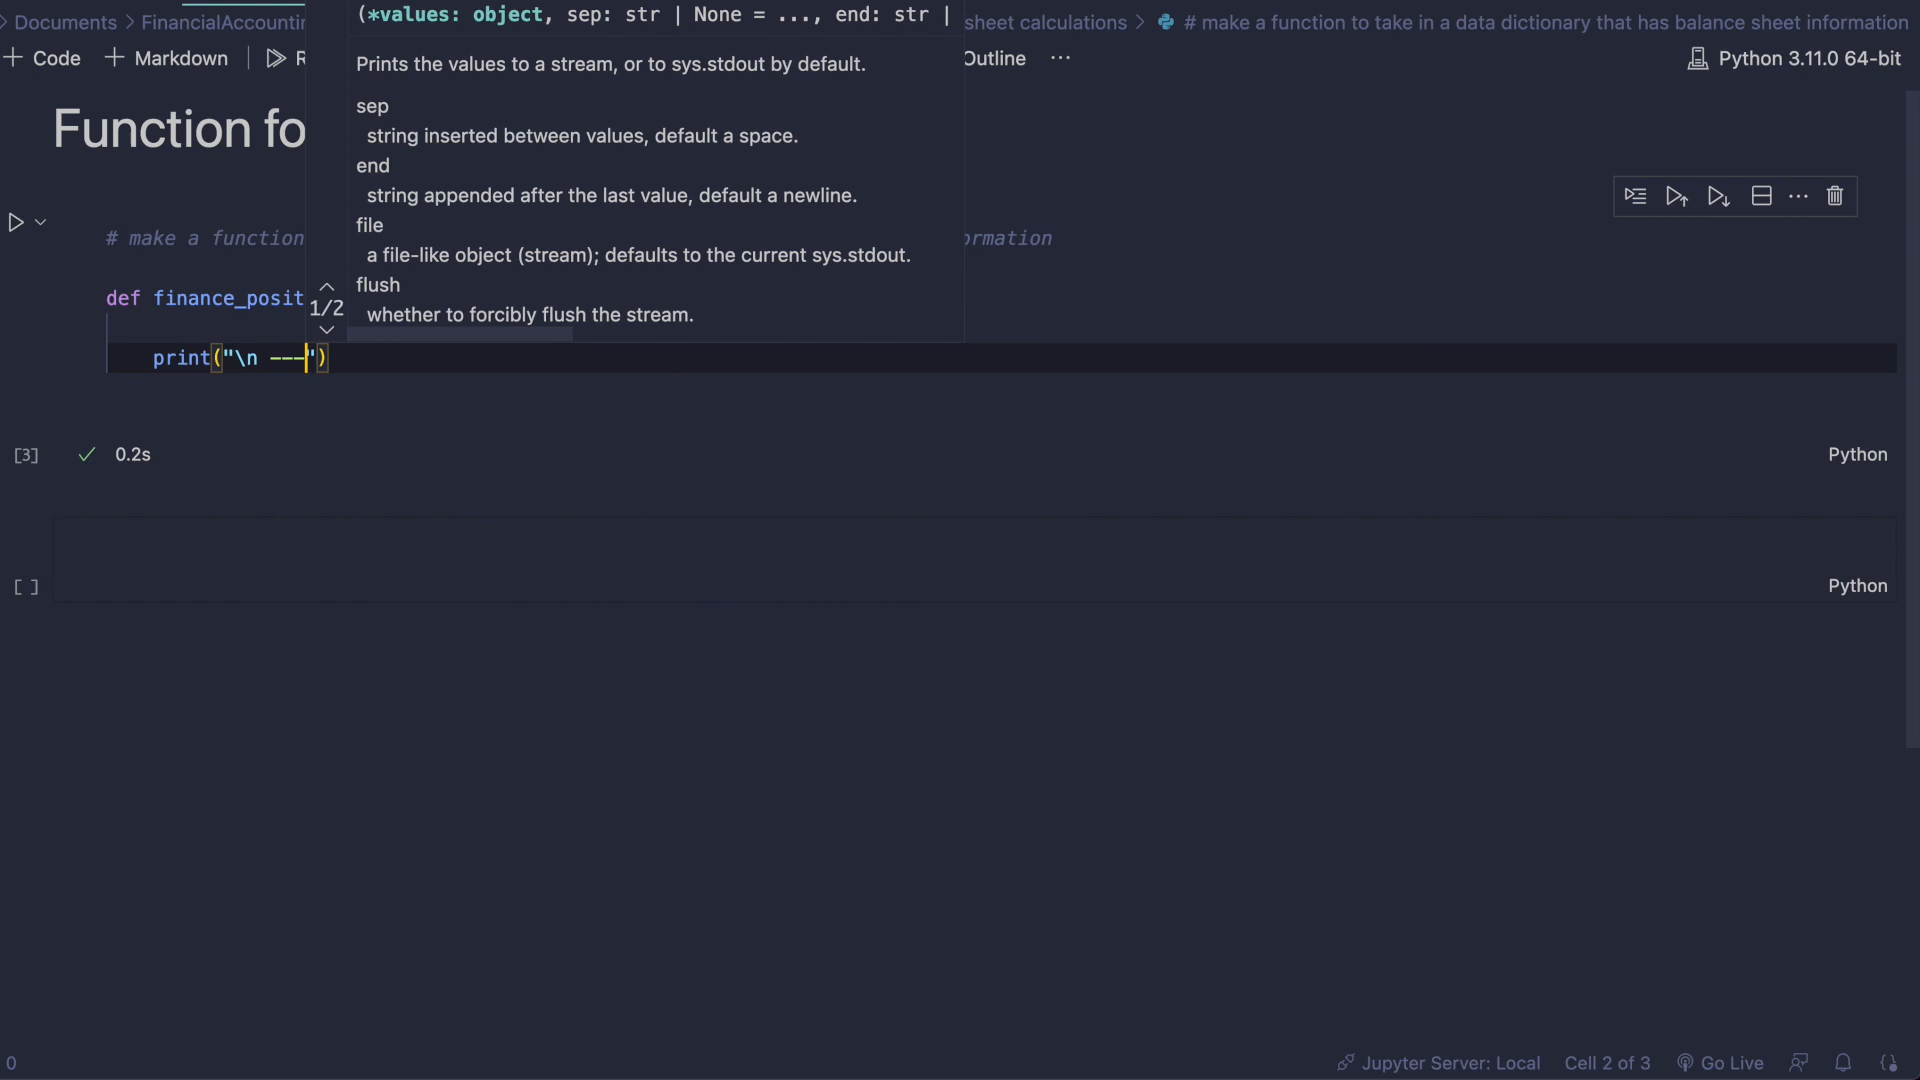 Documents > FinancialAccountin
(*values: object, sep: str | None = ..., end: str |
sheet calculations > # make a function to take in a data dictionary that has balance sheet information
+ Code + Markdown R
Outline ...
Python 3.11.0 64-bit
Prints the values to a stream, or to sys.stdout by default.
sep
string inserted between values, default a space.
end
string appended after the last value, default a newline.
file
a file-like object (stream); defaults to the current sys.stdout.
flush
whether to forcibly flush the stream.
1/2
Function fo
# make a function
ormation
def finance_posit
print("\n ---")
[3] 0.2s Python
[ ] Python
0 Jupyter Server: Local Cell 2 of 3 Go Live